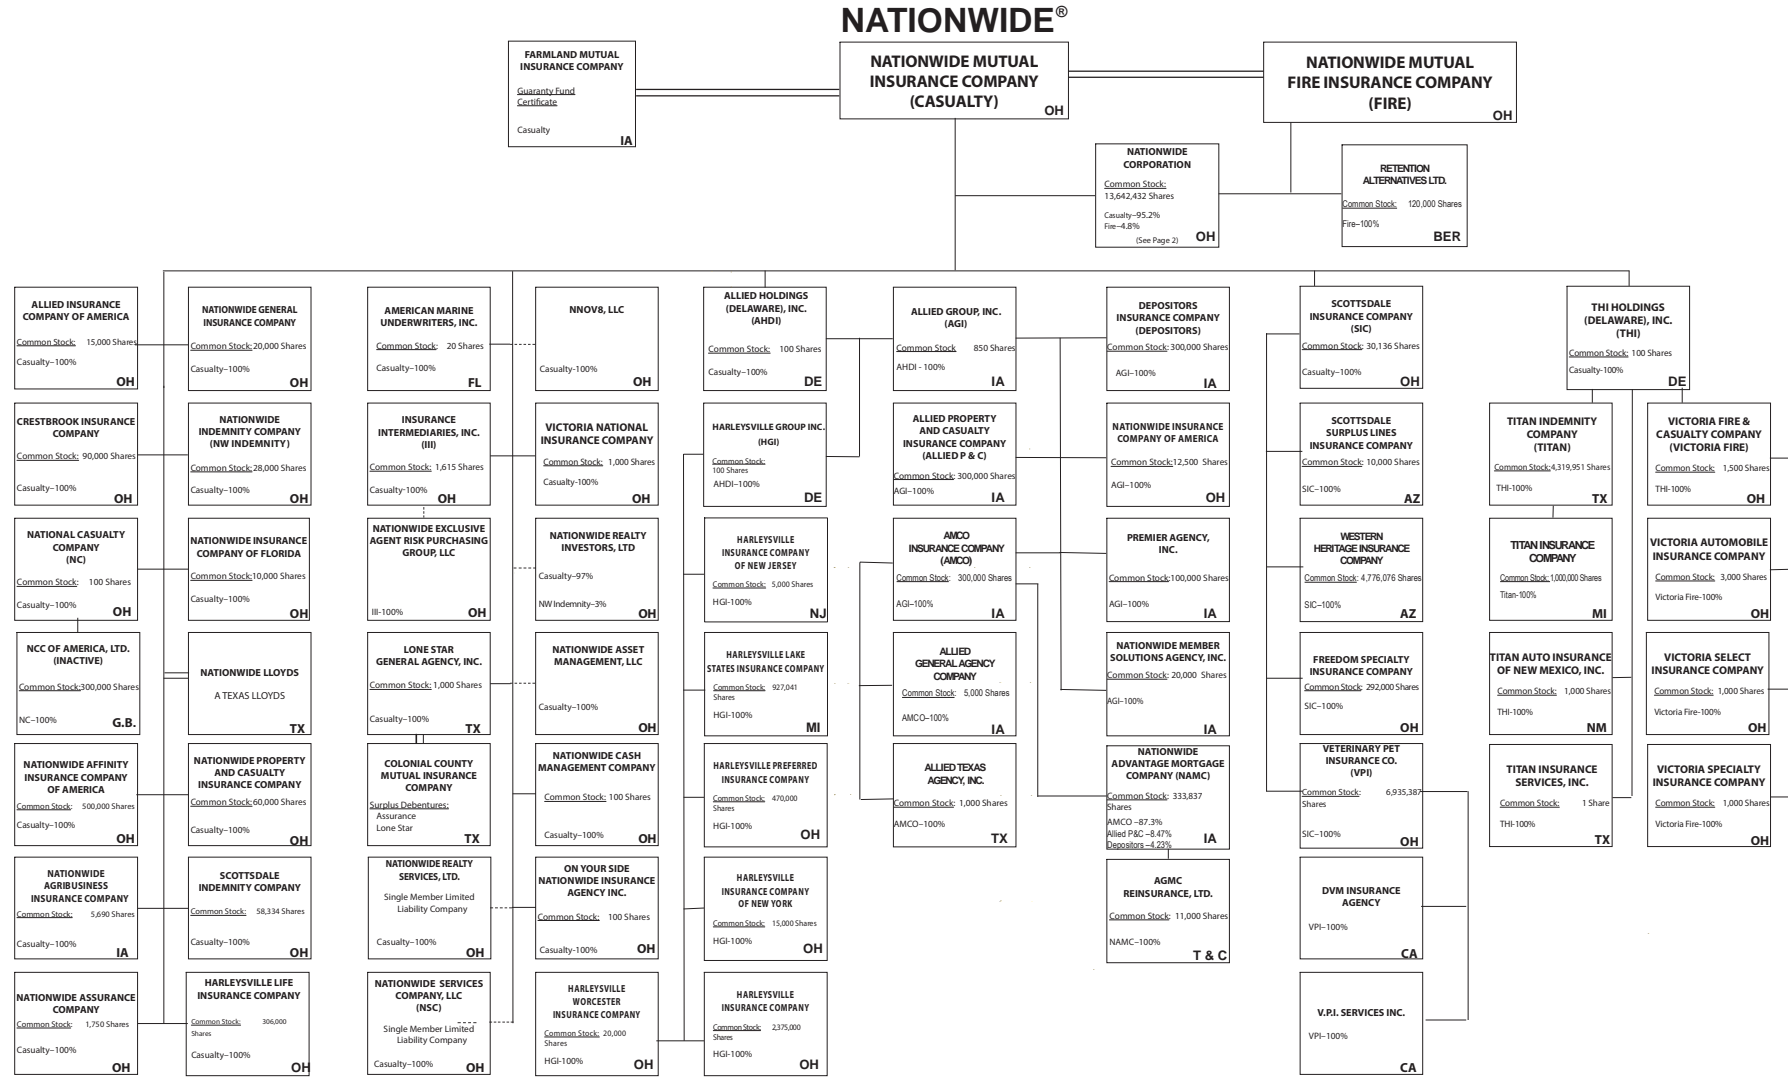 NATIONWIDE®
FARMLAND MUTUAL
INSURANCE COMPANY
Guaranty Fund
Certificate
Casualty
IA
NATIONWIDE MUTUAL
INSURANCE COMPANY
(CASUALTY)
OH
NATIONWIDE MUTUAL
FIRE INSURANCE COMPANY
(FIRE)
OH
NATIONWIDE
CORPORATION
Common Stock:
13,642,432 Shares
Casualty–95.2%
Fire–4.8%
(See Page 2) OH
RETENTION
ALTERNATIVES LTD.
Common Stock: 120,000 Shares
Fire–100%
BER
ALLIED INSURANCE
COMPANY OF AMERICA
Common Stock: 15,000 Shares
Casualty–100%
OH
NATIONWIDE GENERAL
INSURANCE COMPANY
Common Stock:20,000 Shares
Casualty–100%
OH
AMERICAN MARINE
UNDERWRITERS, INC.
Common Stock: 20 Shares
Casualty–100%
FL
NNOV8, LLC
Casualty-100%
OH
ALLIED HOLDINGS
(DELAWARE), INC.
(AHDI)
Common Stock: 100 Shares
Casualty–100%
DE
ALLIED GROUP, INC.
(AGI)
Common Stock 850 Shares
AHDI - 100%
IA
DEPOSITORS
INSURANCE COMPANY
(DEPOSITORS)
Common Stock: 300,000 Shares
AGI–100%
IA
SCOTTSDALE
INSURANCE COMPANY
(SIC)
Common Stock: 30,136 Shares
Casualty–100%
OH
THI HOLDINGS
(DELAWARE), INC.
(THI)
Common Stock: 100 Shares
Casualty-100%
DE
CRESTBROOK INSURANCE
COMPANY
Common Stock: 90,000 Shares
Casualty–100%
OH
NATIONWIDE
INDEMNITY COMPANY
(NW INDEMNITY)
Common Stock:28,000 Shares
Casualty–100%
OH
INSURANCE
INTERMEDIARIES, INC.
(III)
Common Stock: 1,615 Shares
Casualty-100%
OH
VICTORIA NATIONAL
INSURANCE COMPANY
Common Stock: 1,000 Shares
Casualty-100%
OH
HARLEYSVILLE GROUP INC.
(HGI)
Common Stock:
100 Shares
AHDI–100%
DE
ALLIED PROPERTY
AND CASUALTY
INSURANCE COMPANY
(ALLIED P & C)
Common Stock: 300,000 Shares
AGI–100%
IA
NATIONWIDE INSURANCE
COMPANY OF AMERICA
Common Stock:12,500 Shares
AGI–100%
OH
SCOTTSDALE
SURPLUS LINES
INSURANCE COMPANY
Common Stock: 10,000 Shares
SIC–100%
AZ
TITAN INDEMNITY
COMPANY
(TITAN)
Common Stock:4,319,951 Shares
THI-100%
TX
VICTORIA FIRE &
CASUALTY COMPANY
(VICTORIA FIRE)
Common Stock: 1,500 Shares
THI-100%
OH
NATIONAL CASUALTY
COMPANY
(NC)
Common Stock: 100 Shares
Casualty–100%
OH
NATIONWIDE INSURANCE
COMPANY OF FLORIDA
Common Stock:10,000 Shares
Casualty–100%
OH
NATIONWIDE EXCLUSIVE
AGENT RISK PURCHASING
GROUP, LLC
III-100%
OH
NATIONWIDE REALTY
INVESTORS, LTD
Casualty–97%
NW Indemnity–3%
OH
HARLEYSVILLE
INSURANCE COMPANY
OF NEW JERSEY
Common Stock: 5,000 Shares
HGI-100%
NJ
AMCO
INSURANCE COMPANY
(AMCO)
Common Stock: 300,000 Shares
AGI–100%
IA
PREMIER AGENCY,
INC.
Common Stock:100,000 Shares
AGI–100%
IA
WESTERN
HERITAGE INSURANCE
COMPANY
Common Stock: 4,776,076 Shares
SIC–100%
AZ
TITAN INSURANCE
COMPANY
Common Stock: 1,000,000 Shares
Titan-100%
MI
VICTORIA AUTOMOBILE
INSURANCE COMPANY
Common Stock: 3,000 Shares
Victoria Fire-100%
OH
NCC OF AMERICA, LTD.
(INACTIVE)
Common Stock:300,000 Shares
NC–100%
G.B.
NATIONWIDE LLOYDS
A TEXAS LLOYDS
TX
LONE STAR
GENERAL AGENCY, INC.
Common Stock: 1,000 Shares
Casualty–100%
TX
NATIONWIDE ASSET
MANAGEMENT, LLC
Casualty–100%
OH
HARLEYSVILLE LAKE
STATES INSURANCE COMPANY
Common Stock: 927,041
Shares
HGI-100%
MI
ALLIED
GENERAL AGENCY
COMPANY
Common Stock: 5,000 Shares
AMCO–100%
IA
NATIONWIDE MEMBER
SOLUTIONS AGENCY, INC.
Common Stock: 20,000 Shares
AGI–100%
IA
FREEDOM SPECIALTY
INSURANCE COMPANY
Common Stock: 292,000 Shares
SIC–100%
OH
TITAN AUTO INSURANCE
OF NEW MEXICO, INC.
Common Stock: 1,000 Shares
THI-100%
NM
VICTORIA SELECT
INSURANCE COMPANY
Common Stock: 1,000 Shares
Victoria Fire-100%
OH
NATIONWIDE AFFINITY
INSURANCE COMPANY
OF AMERICA
Common Stock: 500,000 Shares
Casualty–100%
OH
NATIONWIDE PROPERTY
AND CASUALTY
INSURANCE COMPANY
Common Stock:60,000 Shares
Casualty–100%
OH
COLONIAL COUNTY
MUTUAL INSURANCE
COMPANY
Surplus Debentures:
Assurance
Lone Star
TX
NATIONWIDE CASH
MANAGEMENT COMPANY
Common Stock: 100 Shares
Casualty–100%
OH
HARLEYSVILLE PREFERRED
INSURANCE COMPANY
Common Stock: 470,000
Shares
HGI-100%
OH
ALLIED TEXAS
AGENCY, INC.
Common Stock: 1,000 Shares
AMCO–100%
TX
NATIONWIDE
ADVANTAGE MORTGAGE
COMPANY (NAMC)
Common Stock: 333,837
Shares
AMCO –87.3%
Allied P&C –8.47%
Depositors –4.23%
IA
VETERINARY PET
INSURANCE CO.
(VPI)
Common Stock: 6,935,387
Shares
SIC–100%
OH
TITAN INSURANCE
SERVICES, INC.
Common Stock: 1 Share
THI-100%
TX
VICTORIA SPECIALTY
INSURANCE COMPANY
Common Stock: 1,000 Shares
Victoria Fire-100%
OH
NATIONWIDE
AGRIBUSINESS
INSURANCE COMPANY
Common Stock: 5,690 Shares
Casualty–100%
IA
SCOTTSDALE
INDEMNITY COMPANY
Common Stock: 58,334 Shares
Casualty–100%
OH
NATIONWIDE REALTY
SERVICES, LTD.
Single Member Limited
Liability Company
Casualty–100%
OH
ON YOUR SIDE
NATIONWIDE INSURANCE
AGENCY INC.
Common Stock: 100 Shares
Casualty-100%
OH
HARLEYSVILLE
INSURANCE COMPANY
OF NEW YORK
Common Stock: 15,000 Shares
HGI-100%
OH
AGMC
REINSURANCE, LTD.
Common Stock: 11,000 Shares
NAMC–100%
T & C
DVM INSURANCE
AGENCY
VPI–100%
CA
NATIONWIDE ASSURANCE
COMPANY
Common Stock: 1,750 Shares
Casualty–100%
OH
HARLEYSVILLE LIFE
INSURANCE COMPANY
Common Stock: 306,000
Shares
Casualty–100%
OH
NATIONWIDE SERVICES
COMPANY, LLC
(NSC)
Single Member Limited
Liability Company
Casualty–100%
OH
HARLEYSVILLE
WORCESTER
INSURANCE COMPANY
Common Stock: 20,000
Shares
HGI-100%
OH
HARLEYSVILLE
INSURANCE COMPANY
Common Stock: 2,375,000
Shares
HGI-100%
OH
V.P.I. SERVICES INC.
VPI–100%
CA